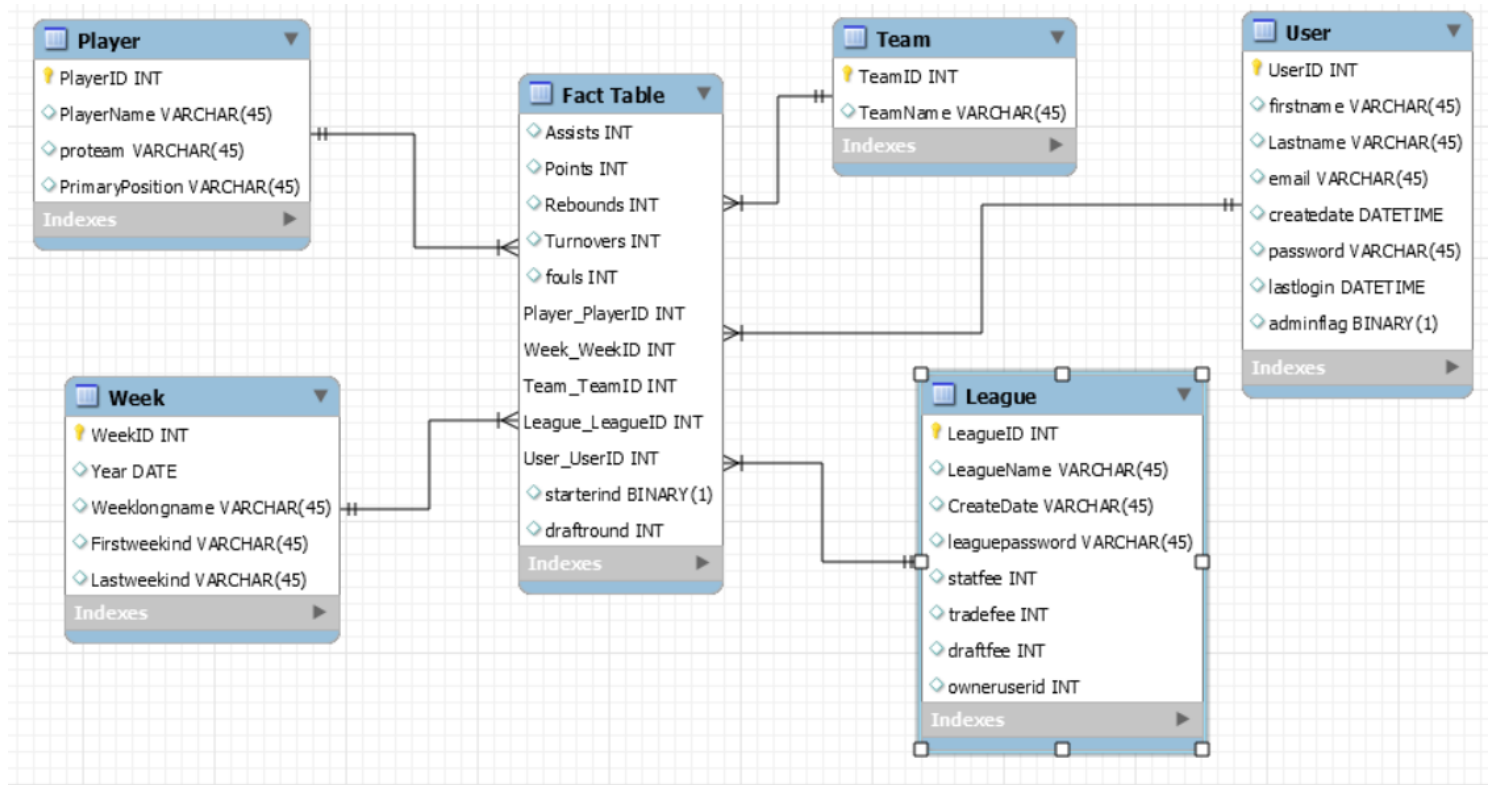 Player
PlayerID INT
PlayerName VARCHAR(45)
proteam VARCHAR(45)
PrimaryPosition VARCHAR(45)
Indexes
Week
WeekID INT
Year DATE
Weeklongname VARCHAR(45)
Firstweekind VARCHAR(45)
Lastweekind VARCHAR(45)
Indexes
Fact Table
Assists INT
Points INT
Rebounds INT
Turnovers INT
fouls INT
Player_PlayerID INT
Week_WeekID INT
Team_TeamID INT
League_LeagueID INT
User_UserID INT
starterind BINARY(1)
draftround INT
Indexes
Team
TeamID INT
TeamName VARCHAR(45)
Indexes
User
UserID INT
firstname VARCHAR(45)
Lastname VARCHAR(45)
email VARCHAR(45)
createdate DATETIME
password VARCHAR(45)
lastlogin DATETIME
adminflag BINARY(1)
Indexes
League
LeagueID INT
LeagueName VARCHAR(45)
CreateDate VARCHAR(45)
leaguepassword VARCHAR(45)
statfee INT
tradefee INT
draftfee INT
owneruserid INT
Indexes